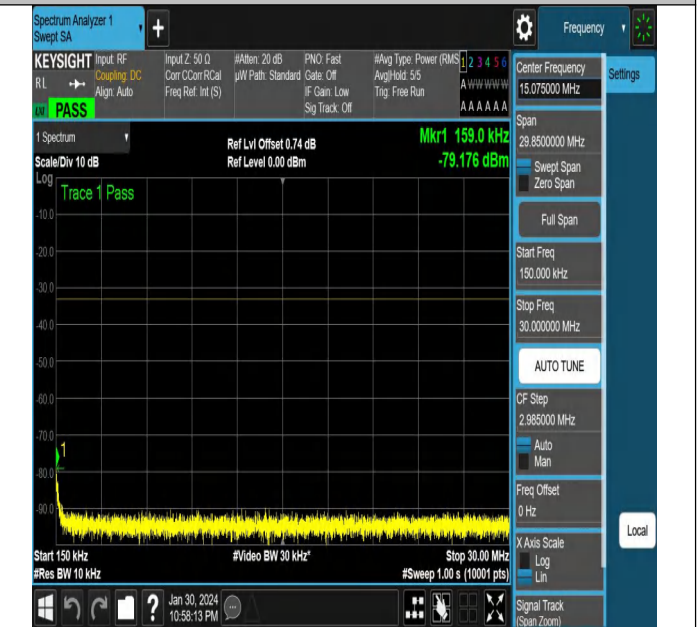 Spectrum Analyzer 1
Swept SA
+
Frequency
KEYSIGHT
RL
PASS
Input: RF
Coupling: DC
Align: Auto
Input Z: 50 Ω
Corr CCorr RCal
Freq Ref: Int (S)
#Atten: 20 dB
µW Path: Standard
PNO: Fast
Gate: Off
IF Gain: Low
Sig Track: Off
#Avg Type: Power (RMS
Avg|Hold: 5/5
Trig: Free Run
1 2 3 4 5 6
A W W W W W
A A A A A A
1 Spectrum
Scale/Div 10 dB
Log
Ref Lvl Offset 0.74 dB
Ref Level 0.00 dBm
Mkr1 159.0 kHz
-79.176 dBm
Trace 1 Pass
-10.0
-20.0
-30.0
-40.0
-50.0
-60.0
-70.0
1
-80.0
-90.0
Start 150 kHz
#Res BW 10 kHz
#Video BW 30 kHz*
Stop 30.00 MHz
#Sweep 1.00 s (10001 pts)
?
Jan 30, 2024
10:58:13 PM
Center Frequency
15.075000 MHz
Settings
Span
29.8500000 MHz
Swept Span
Zero Span
Full Span
Start Freq
150.000 kHz
Stop Freq
30.000000 MHz
AUTO TUNE
CF Step
2.985000 MHz
Auto
Man
Freq Offset
0 Hz
Local
X Axis Scale
Log
Lin
Signal Track
(Span Zoom)